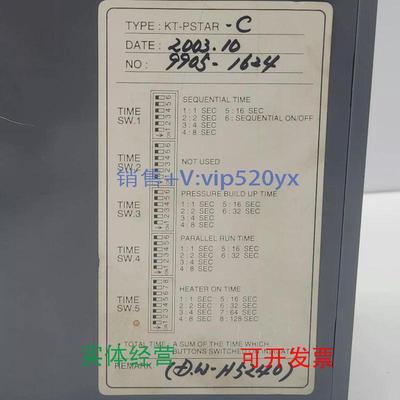 TYPE : KT-PSTAR -C
DATE : 2003.10
NO : 9905-1624
TIME SW.1
SEQUENTIAL TIME
1 : 1 SEC 5 : 16 SEC
2 : 2 SEC 6 : SEQUENTIAL ON/OFF
3 : 4 SEC
4 : 8 SEC
TIME SW.2
NOT USED
销售+V:vip520yx
TIME SW.3
PRESSURE BUILD UP TIME
1 : 1 SEC 5 : 16 SEC
2 : 2 SEC 6 : 32 SEC
3 : 4 SEC
4 : 8 SEC
TIME SW.4
PARALLEL RUN TIME
1 : 1 SEC 5 : 16 SEC
2 : 2 SEC 6 : 32 SEC
3 : 4 SEC
4 : 8 SEC
TIME SW.5
HEATER ON TIME
1 : 1 SEC 5 : 16 SEC
2 : 2 SEC 6 : 32 SEC
3 : 4 SEC 7 : 64 SEC
4 : 8 SEC 8 : 128 SEC
TOTAL TIME : A SUM OF THE TIME WHICH
BUTTONS SWITCHE
实体经营 可开发票
REMARK (D.W-H5240)